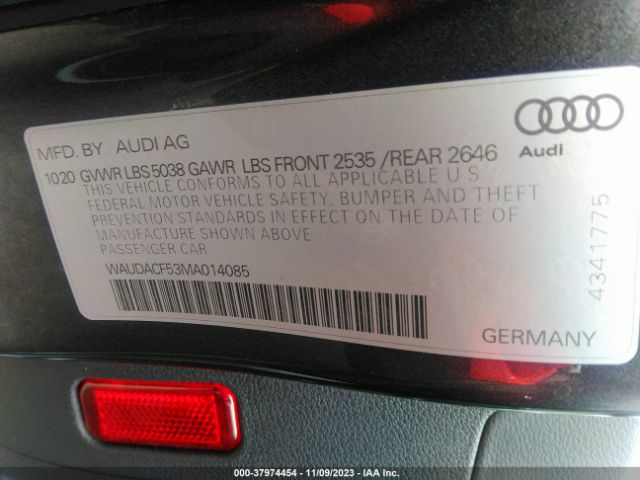 MFD. BY AUDI AG
10 20 GVWR LBS 5038 GAWR LBS FRONT 2535 /REAR 2646
THIS VEHICLE CONFORMS TO ALL APPLICABLE U S
FEDERAL MOTOR VEHICLE SAFETY, BUMPER AND THEFT
PREVENTION STANDARDS IN EFFECT ON THE DATE OF
MANUFACTURE SHOWN ABOVE
PASSENGER CAR
WAUDACF53MA014085
Audi
4341775
GERMANY
000-37974454 - 11/09/2023 - IAA Inc.